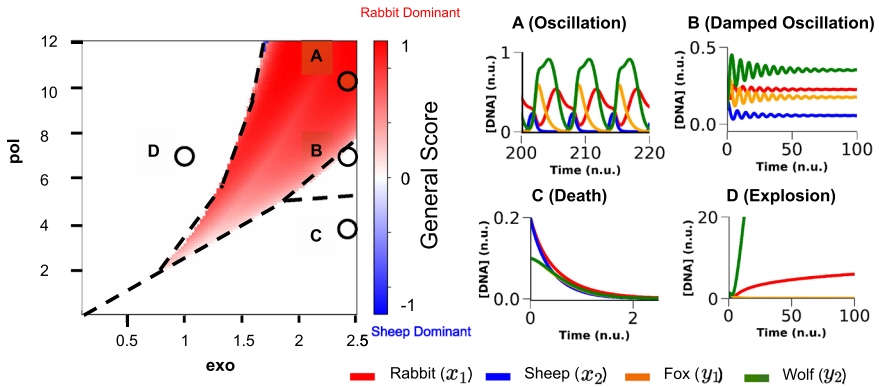 Rabbit Dominant
A (Oscillation)
B (Damped Oscillation)
12
10
8
6
4
2
pol
A
B
C
D
0.5
1
1.5
2
2.5
exo
1
0
-1
General Score
Sheep Dominant
[DNA] (n.u.)
1
0
200
210
220
Time (n.u.)
[DNA] (n.u.)
0.5
0.0
0
50
100
Time (n.u.)
C (Death)
D (Explosion)
[DNA] (n.u.)
0.2
0.0
0
2
Time (n.u.)
[DNA] (n.u.)
20
0
0
50
100
Time (n.u.)
Rabbit (x₁) Sheep (x₂) Fox (y₁) Wolf (y₂)